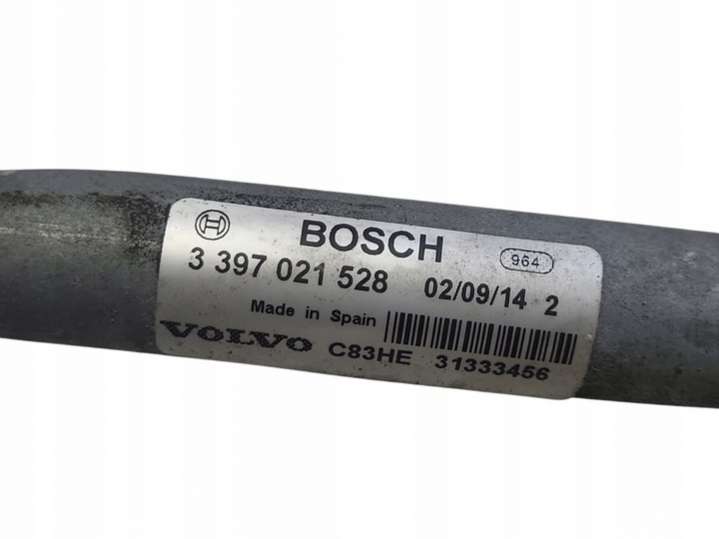 BOSCH
964
3 397 021 528 02/09/14 2
Made in Spain
VOLVO C83HE 31333456